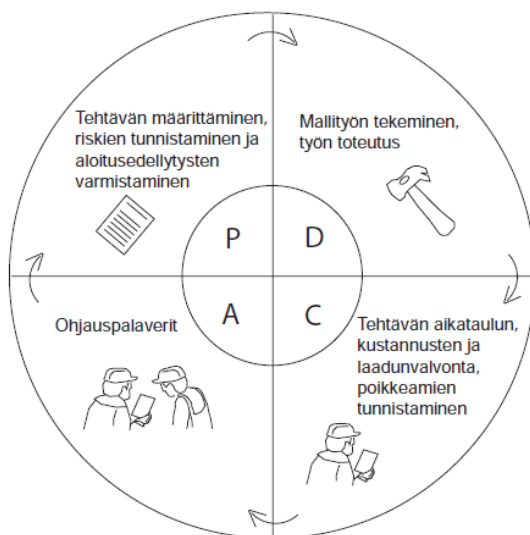 Tehtävän määrittäminen,
riskien tunnistaminen ja
aloitusedellytysten
varmistaminen
Mallityön tekeminen,
työn toteutus
P
D
A
C
Ohjauspalaverit
Tehtävän aikataulun,
kustannusten ja
laadunvalvonta,
poikkeamien
tunnistaminen